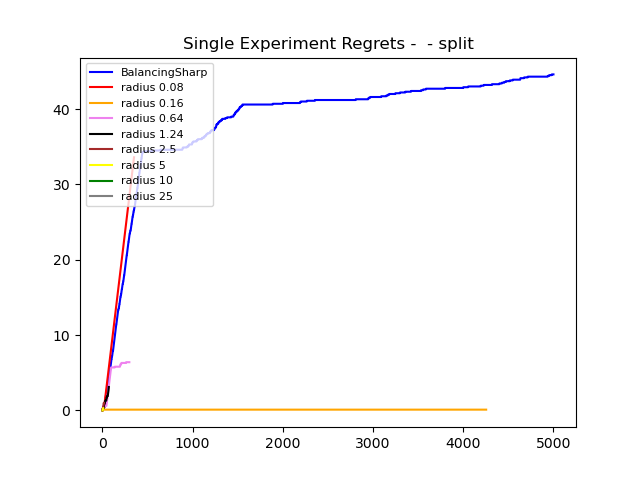 Single Experiment Regrets -  - split
BalancingSharp
radius 0.08
radius 0.16
radius 0.64
radius 1.24
radius 2.5
radius 5
radius 10
radius 25
40
30
20
10
0
0 1000 2000 3000 4000 5000